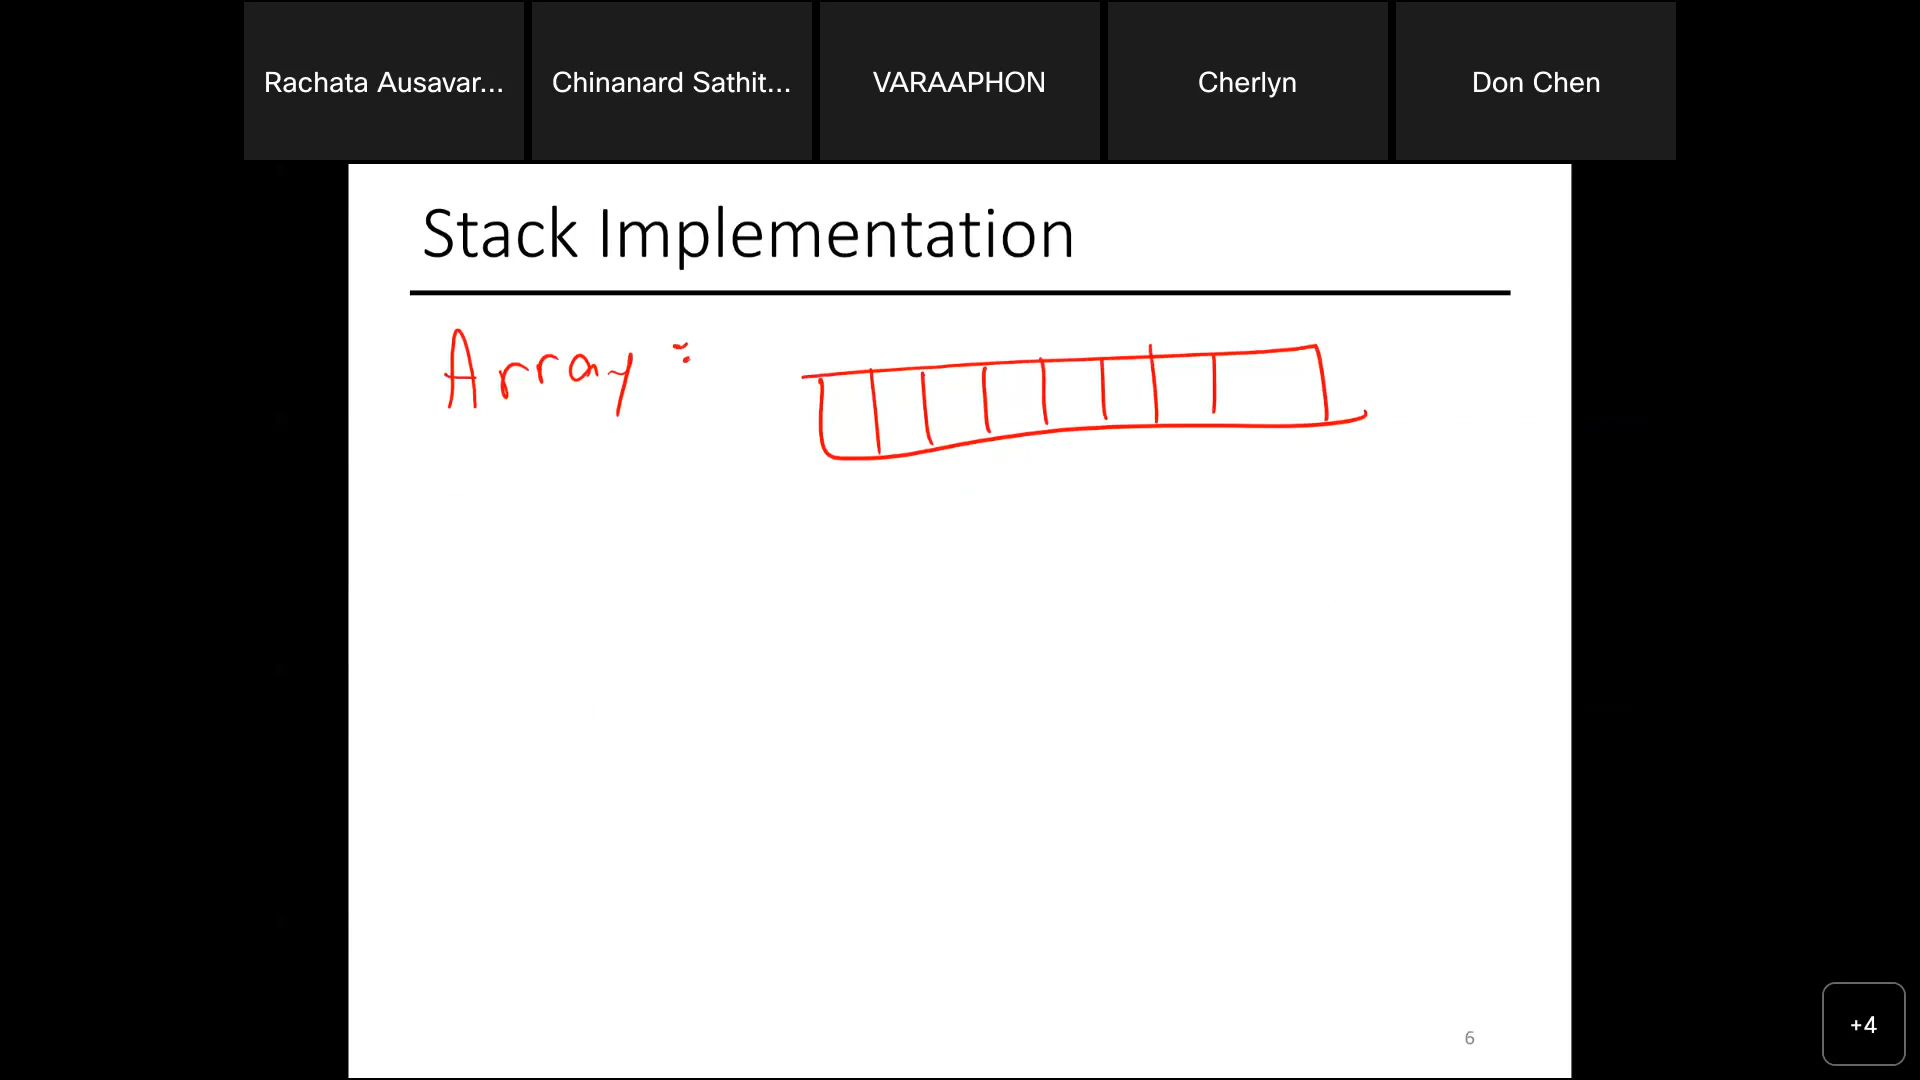 Rachata Ausavar... Chinanard Sathit... VARAAPHON Cherlyn Don Chen
Stack Implementation
Array :
6
+4